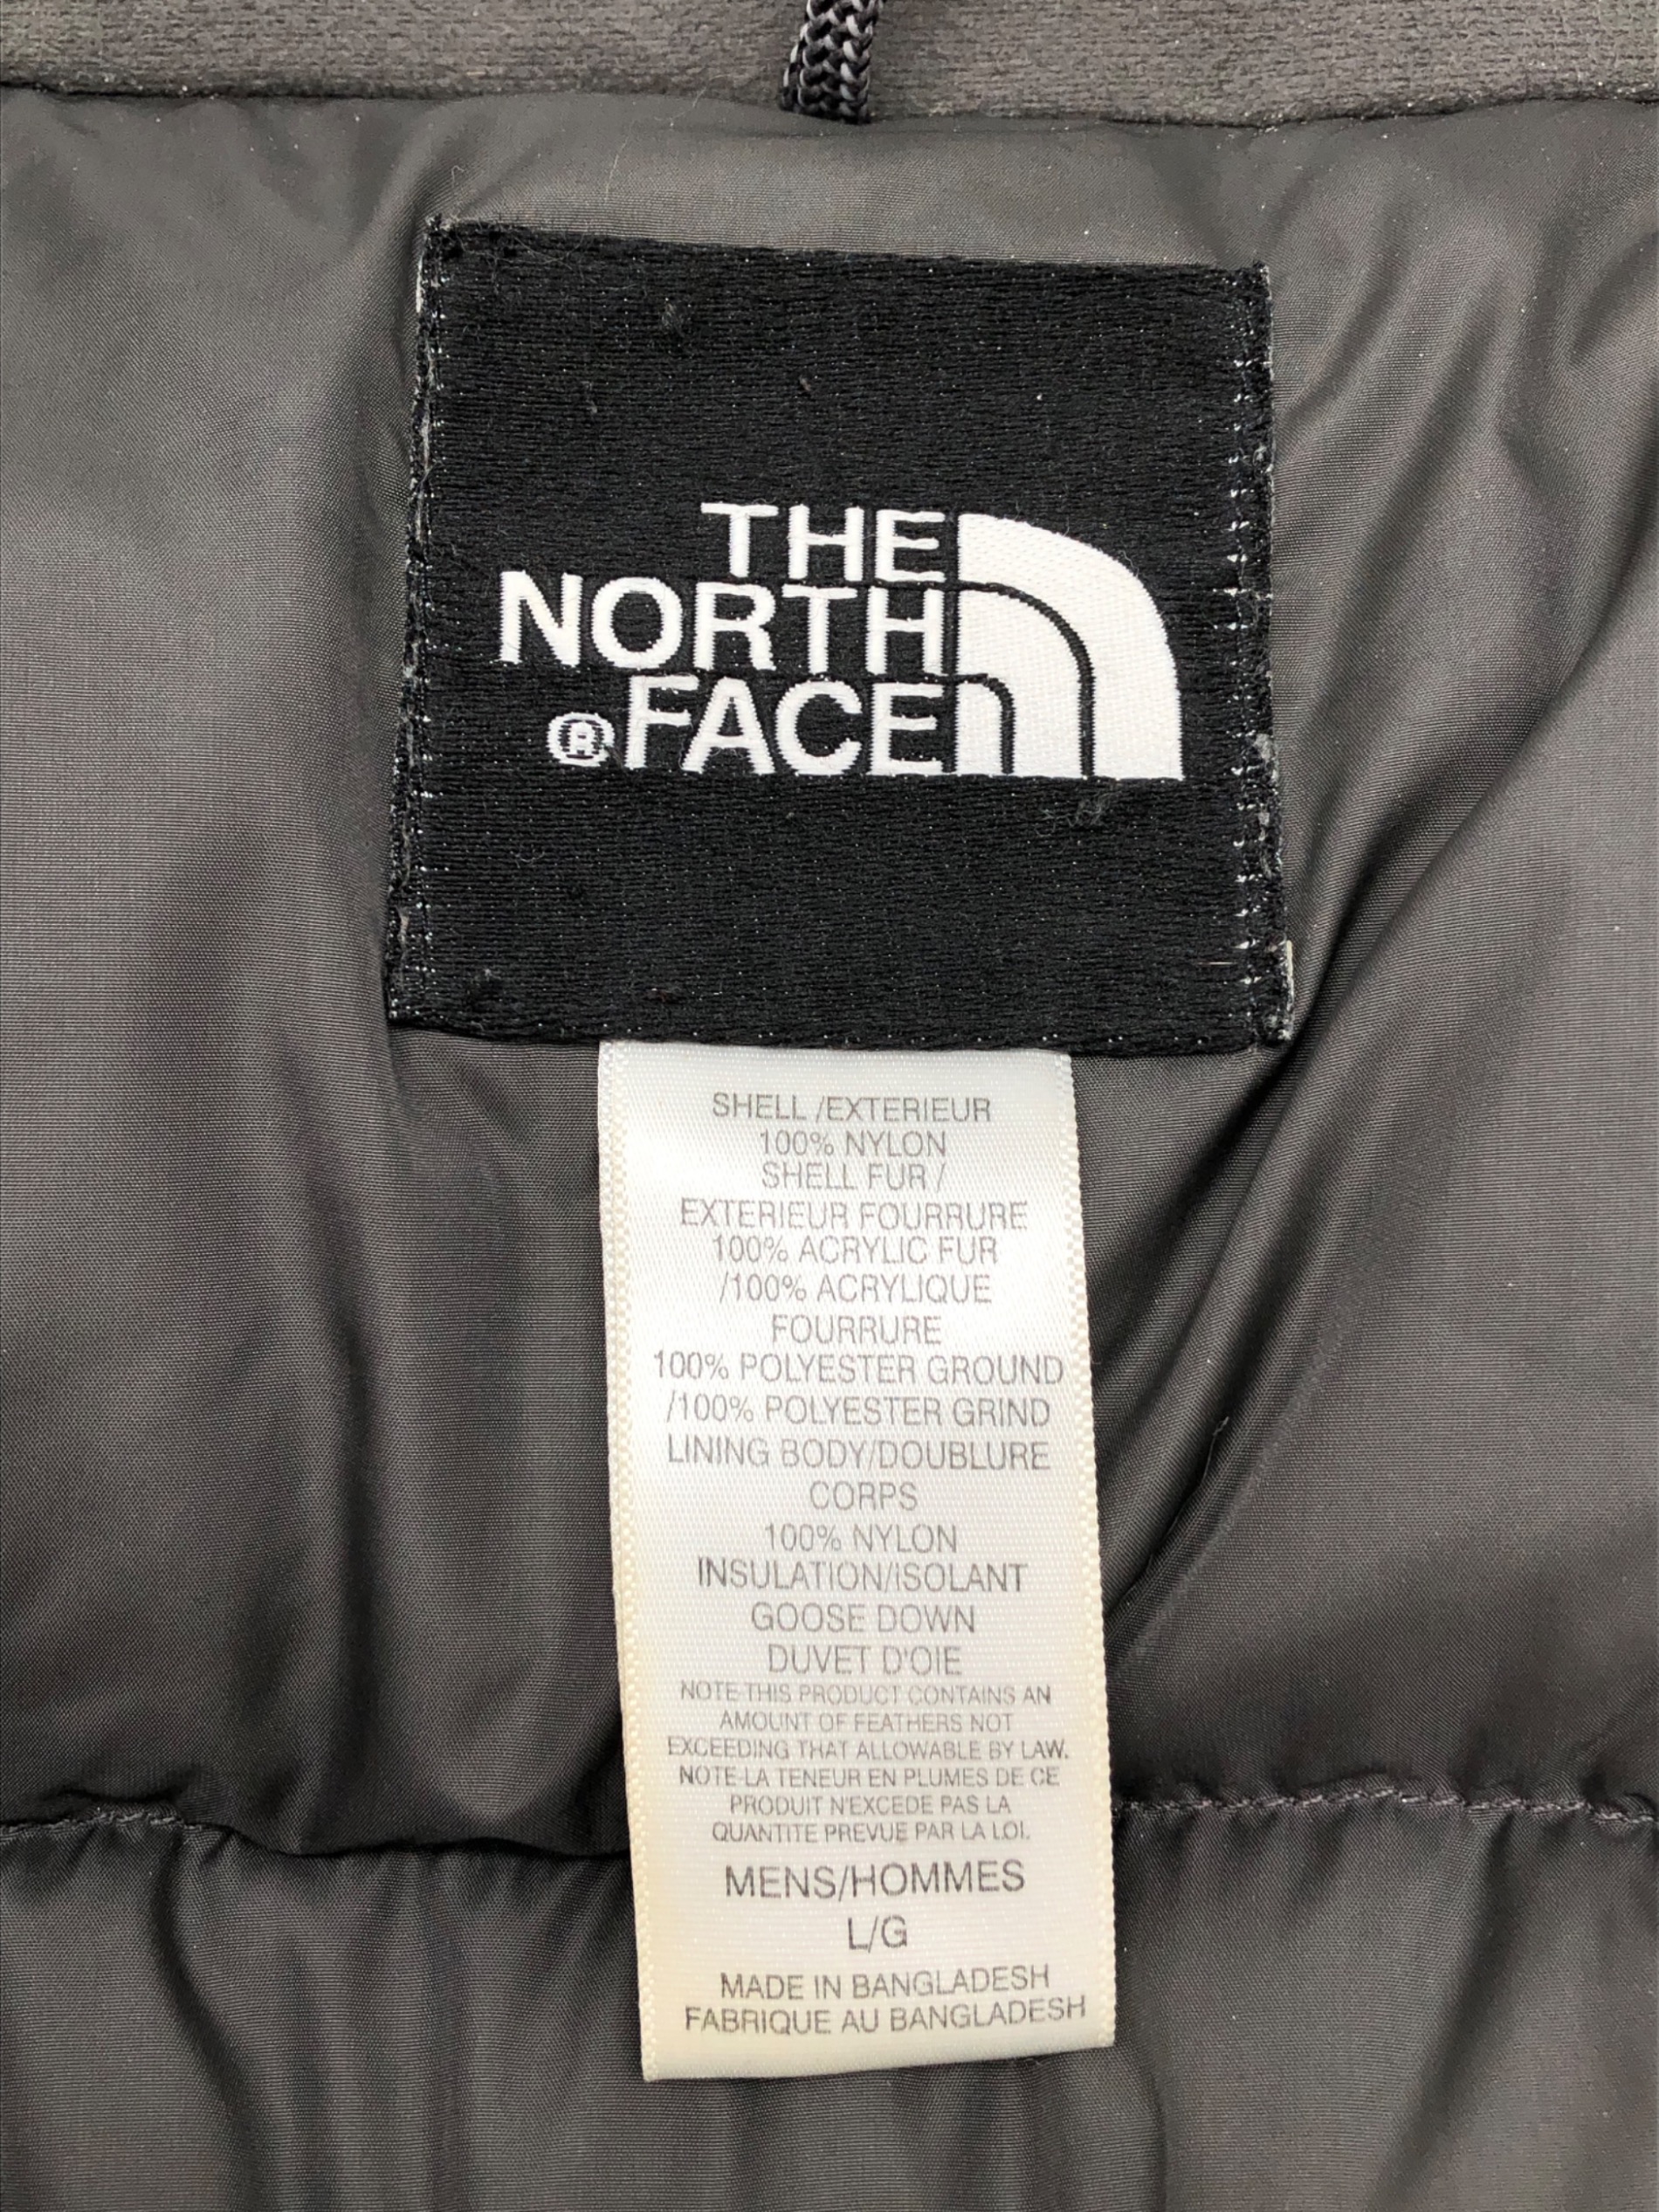 THE
NORTH
®FACE
SHELL /EXTERIEUR
100% NYLON
SHELL FUR /
EXTERIEUR FOURRURE
100% ACRYLIC FUR
/100% ACRYLIQUE
FOURRURE
100% POLYESTER GROUND
/100% POLYESTER GRIND
LINING BODY/DOUBLURE
CORPS
100% NYLON
INSULATION/ISOLANT
GOOSE DOWN
DUVET D'OIE
NOTE-THIS PRODUCT CONTAINS AN
AMOUNT OF FEATHERS NOT
EXCEEDING THAT ALLOWABLE BY LAW.
NOTE-LA TENEUR EN PLUMES DE CE
PRODUIT N'EXCEDE PAS LA
QUANTITE PREVUE PAR LA LOI.
MENS/HOMMES
L/G
MADE IN BANGLADESH
FABRIQUE AU BANGLADESH